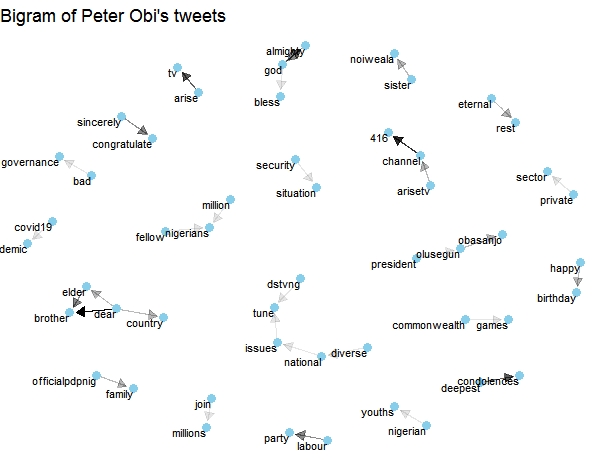 Bigram of Peter Obi's tweets
almighty
god
bless
tv
arise
noiweala
sister
sincerely
congratulate
eternal
rest
416
channel
arisetv
governance
bad
security
situation
sector
private
million
fellow
nigerians
covid19
demic
obasanjo
olusegun
president
happy
birthday
elder
brother
dear
country
dstvng
tune
issues
national
diverse
commonwealth
games
officialpdpnig
family
condolences
deepest
join
millions
youths
nigerian
party
labour